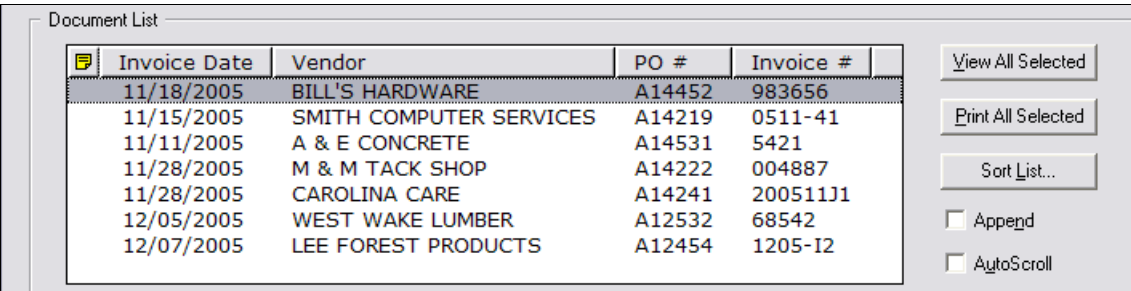 Document List
Invoice Date Vendor PO # Invoice #
11/18/2005 BILL'S HARDWARE A14452 983656
11/15/2005 SMITH COMPUTER SERVICES A14219 0511-41
11/11/2005 A & E CONCRETE A14531 5421
11/28/2005 M & M TACK SHOP A14222 004887
11/28/2005 CAROLINA CARE A14241 200511J1
12/05/2005 WEST WAKE LUMBER A12532 68542
12/07/2005 LEE FOREST PRODUCTS A12454 1205-I2
View All Selected
Print All Selected
Sort List...
Append
AutoScroll